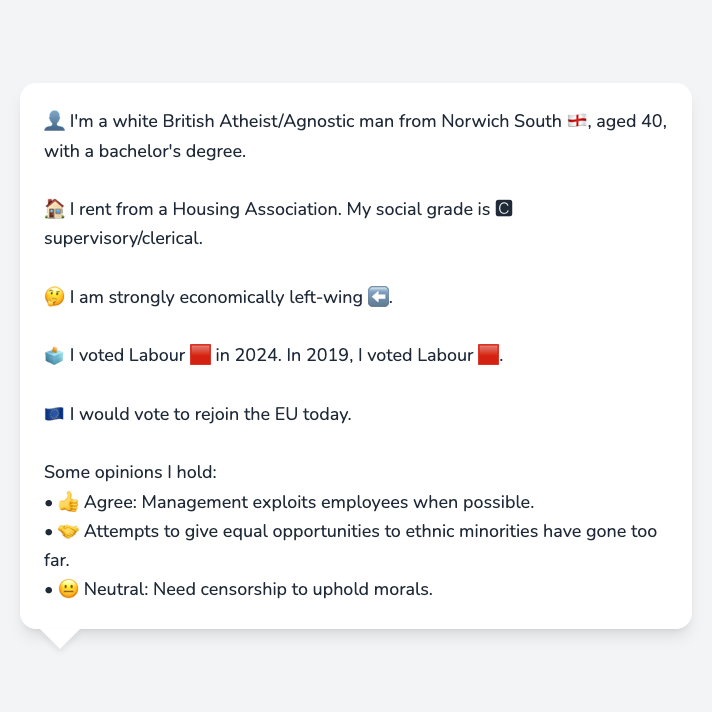 👤 I'm a white British Atheist/Agnostic man from Norwich South 🏴󠁧󠁢󠁥󠁮󠁧󠁿, aged 40,
with a bachelor's degree.
🏠 I rent from a Housing Association. My social grade is 🅲
supervisory/clerical.
🤔 I am strongly economically left-wing ⬅️.
🗳️ I voted Labour 🟥 in 2024. In 2019, I voted Labour 🟥.
🇪🇺 I would vote to rejoin the EU today.
Some opinions I hold:
• 👍 Agree: Management exploits employees when possible.
• 🤝 Attempts to give equal opportunities to ethnic minorities have gone too
far.
• 😐 Neutral: Need censorship to uphold morals.